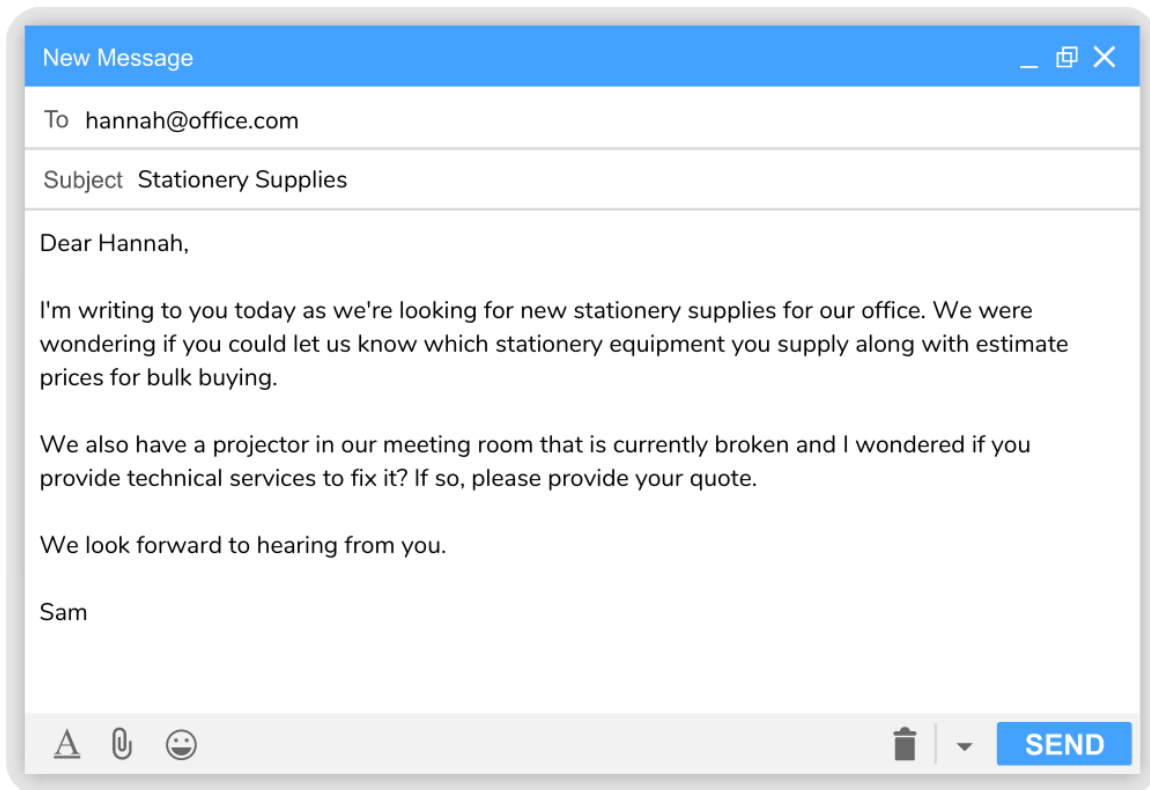 New Message
To hannah@office.com
Subject Stationery Supplies
Dear Hannah,
I'm writing to you today as we're looking for new stationery supplies for our office. We were
wondering if you could let us know which stationery equipment you supply along with estimate
prices for bulk buying.
We also have a projector in our meeting room that is currently broken and I wondered if you
provide technical services to fix it? If so, please provide your quote.
We look forward to hearing from you.
Sam
A SEND